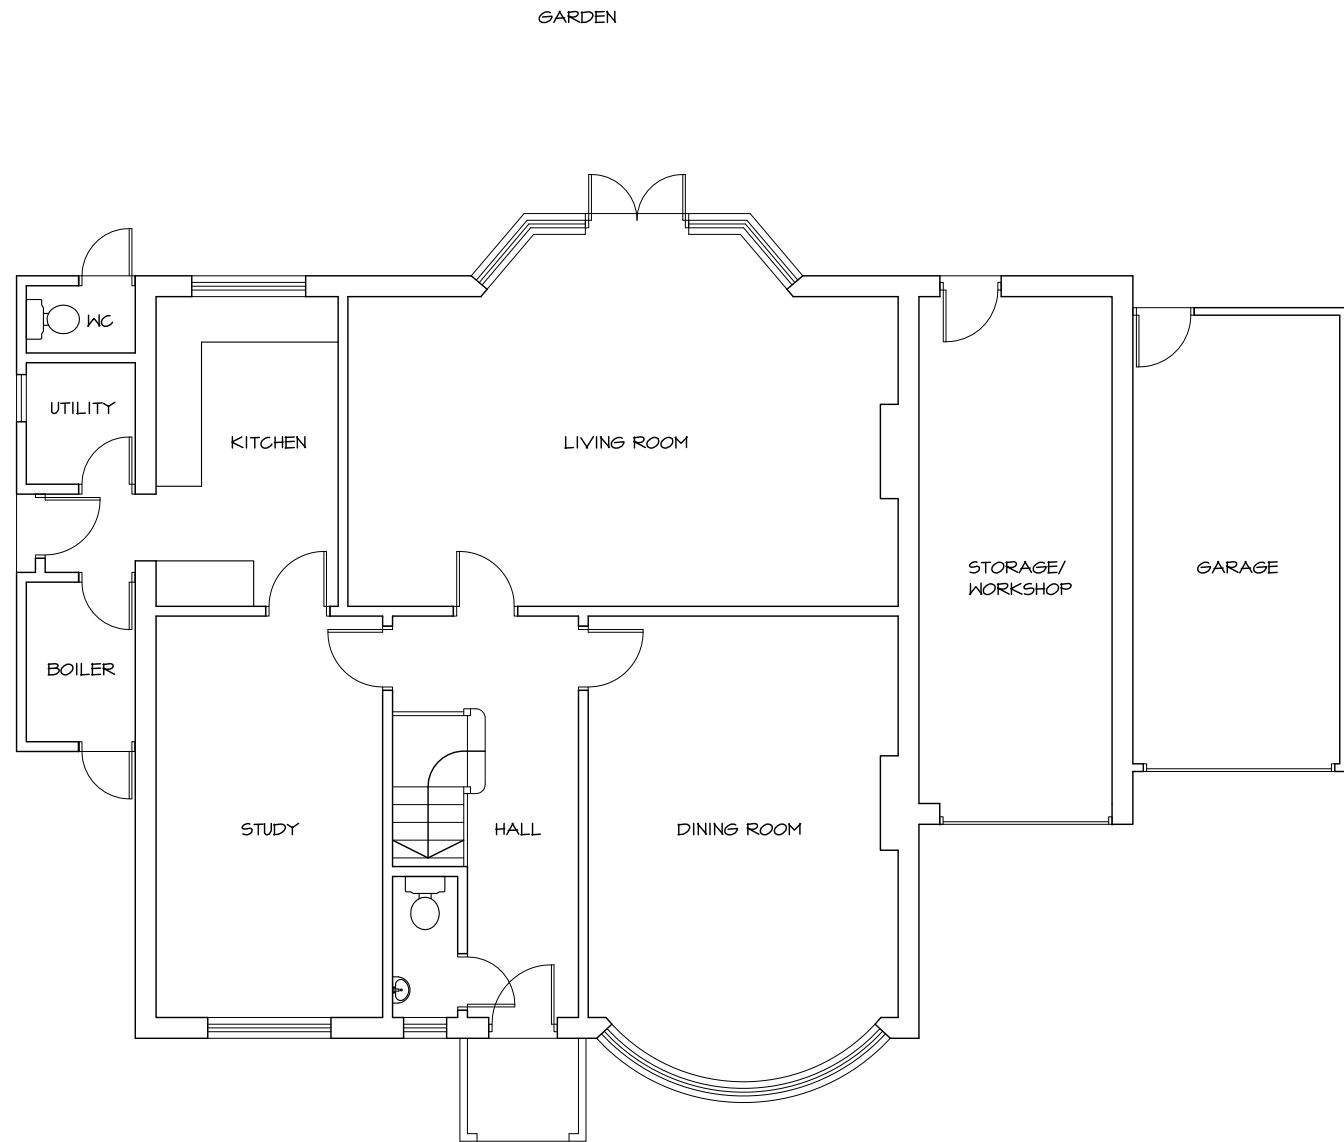 GARDEN
WC
UTILITY
KITCHEN
LIVING ROOM
STORAGE/
WORKSHOP
GARAGE
BOILER
STUDY
HALL
DINING ROOM